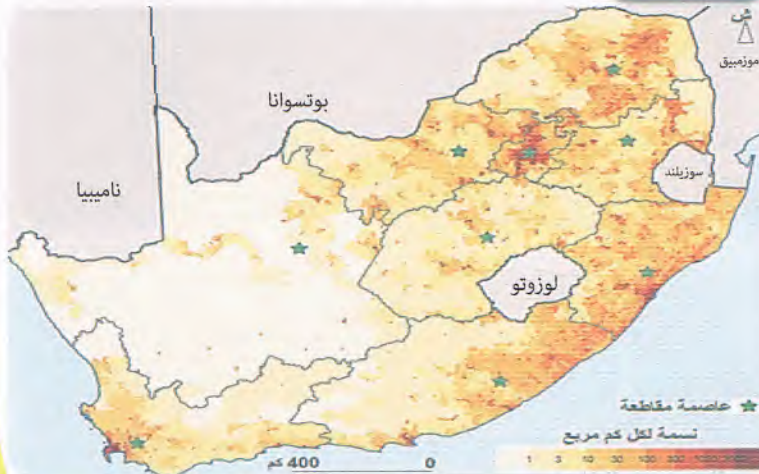 ش
موزمبيق
بوتسوانا
ناميبيا
سوزيلند
لوزوتو
عاصمة مقاطعة
نسمة لكل كم مربع
1 3 10 30 100 300
400 كم 0